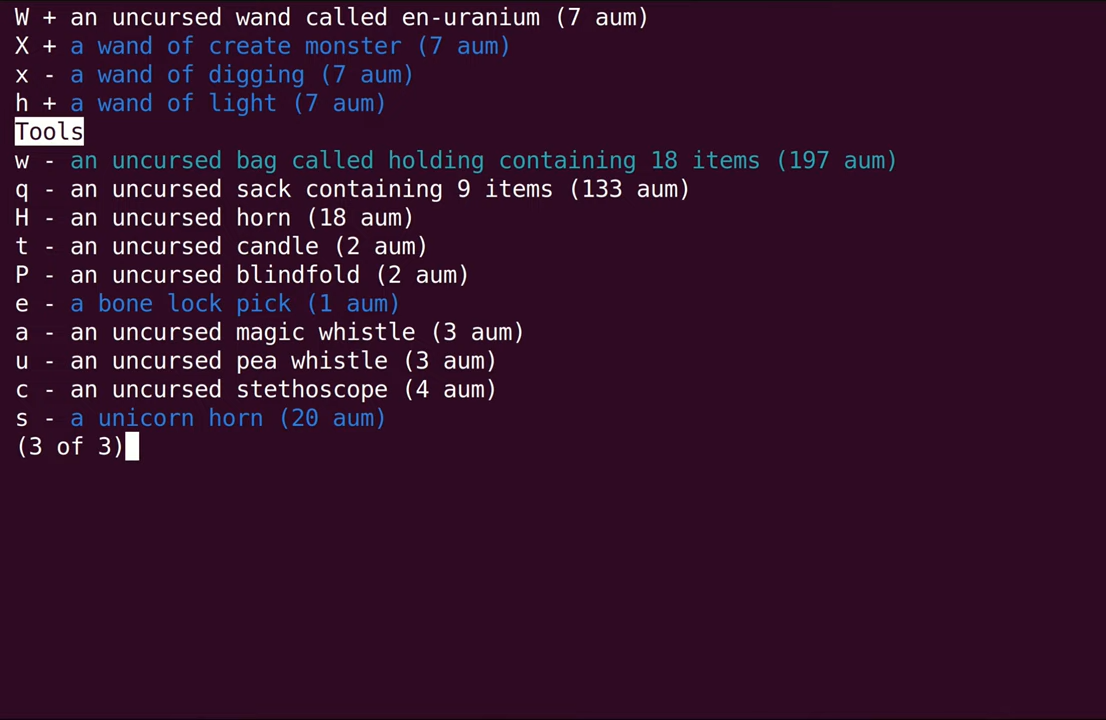 W + an uncursed wand called en-uranium (7 aum)
X + a wand of create monster (7 aum)
x - a wand of digging (7 aum)
h + a wand of light (7 aum)
Tools
w - an uncursed bag called holding containing 18 items (197 aum)
q - an uncursed sack containing 9 items (133 aum)
H - an uncursed horn (18 aum)
t - an uncursed candle (2 aum)
P - an uncursed blindfold (2 aum)
e - a bone lock pick (1 aum)
a - an uncursed magic whistle (3 aum)
u - an uncursed pea whistle (3 aum)
c - an uncursed stethoscope (4 aum)
s - a unicorn horn (20 aum)
(3 of 3)